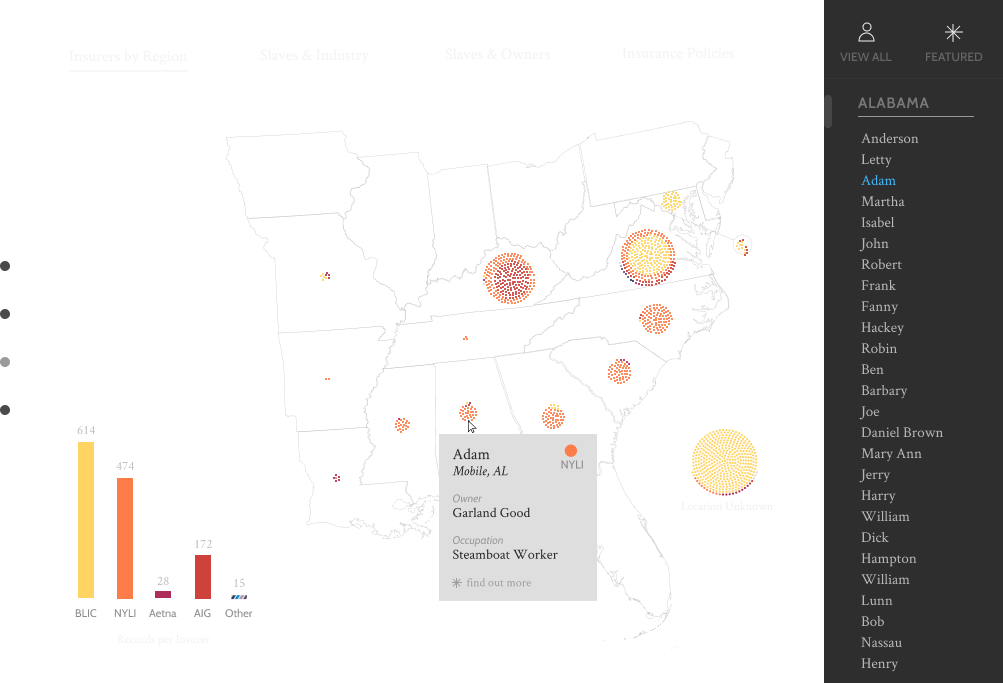 Insurers by Region
Slaves & Industry
Slaves & Owners
Insurance Policies
VIEW ALL
FEATURED
ALABAMA
Anderson
Letty
Adam
Martha
Isabel
John
Robert
Frank
Fanny
Hackey
Robin
Ben
Barbary
Joe
Daniel Brown
Mary Ann
Jerry
Harry
William
Dick
Hampton
William
Lunn
Bob
Nassau
Henry
Adam
NYLI
Mobile, AL
Owner
Garland Good
Occupation
Steamboat Worker
find out more
Location Unknown
614
474
28
172
15
BLIC
NYLI
Aetna
AIG
Other
Records per Insurer